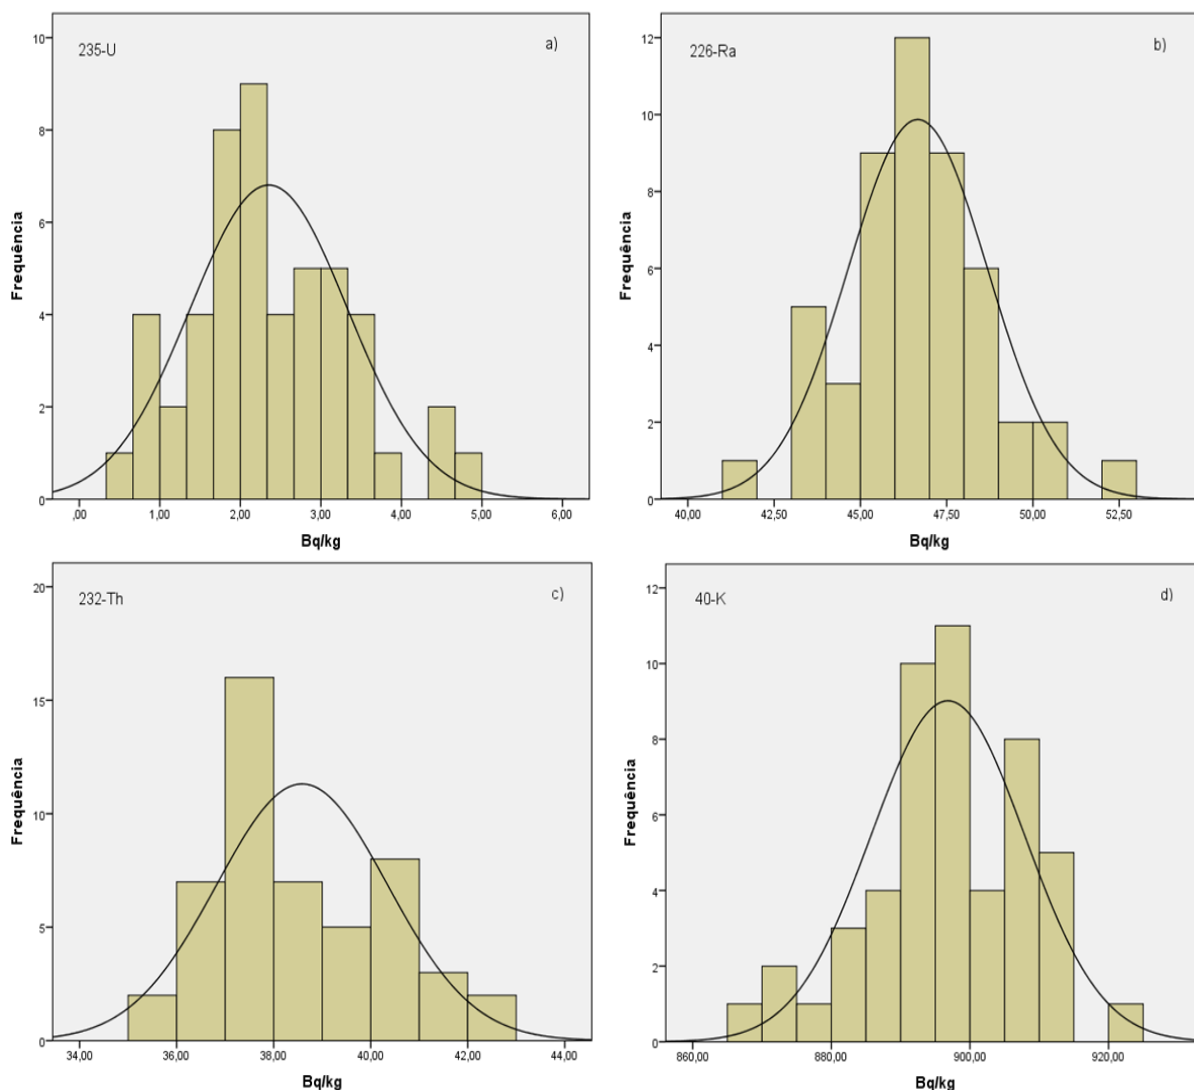 235-U
a)
10
8
6
4
2
0
Frequência
,00 1,00 2,00 3,00 4,00 5,00 6,00
Bq/kg
226-Ra
b)
12
10
8
6
4
2
0
Frequência
40,00 42,50 45,00 47,50 50,00 52,50
Bq/kg
232-Th
c)
20
15
10
5
0
Frequência
34,00 36,00 38,00 40,00 42,00 44,00
Bq/kg
40-K
d)
12
10
8
6
4
2
0
Frequência
860,00 880,00 900,00 920,00
Bq/kg